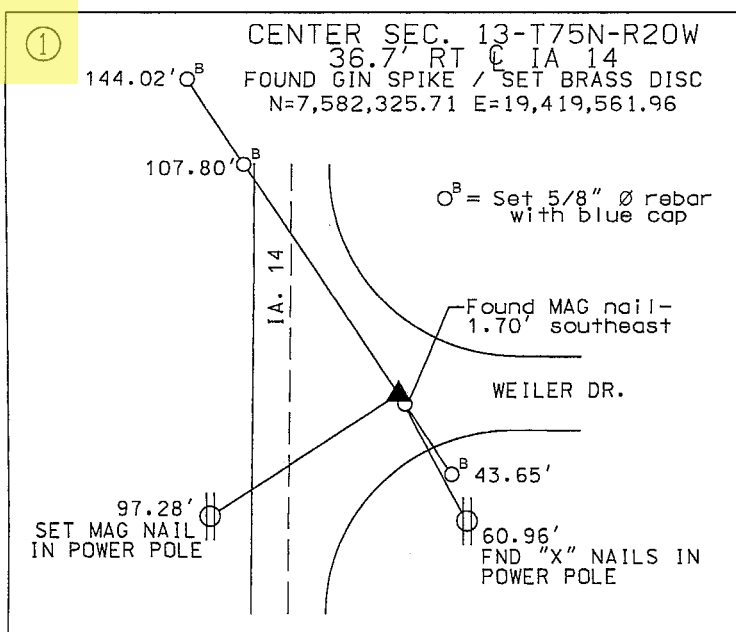 1
CENTER SEC. 13-T75N-R20W
36.7' RT ℄ IA 14
FOUND GIN SPIKE / SET BRASS DISC
N=7,582,325.71 E=19,419,561.96
144.02'
B
107.80'
B
B = Set 5/8" Ø rebar
with blue cap
IA. 14
Found MAG nail-
1.70' southeast
WEILER DR.
B
43.65'
97.28'
SET MAG NAIL
IN POWER POLE
60.96'
FND "X" NAILS IN
POWER POLE